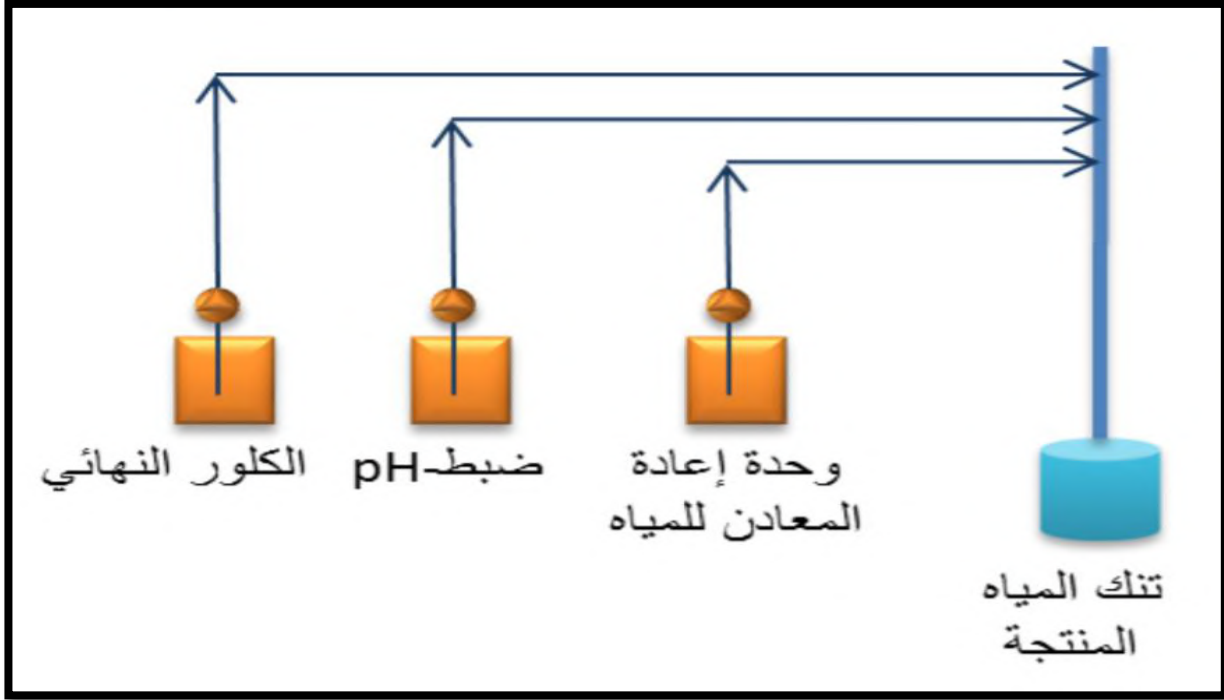 وحدة إعادة
المعادن للمياه
ضبط-pH
الكلور النهائي
تنك المياه
المنتجة